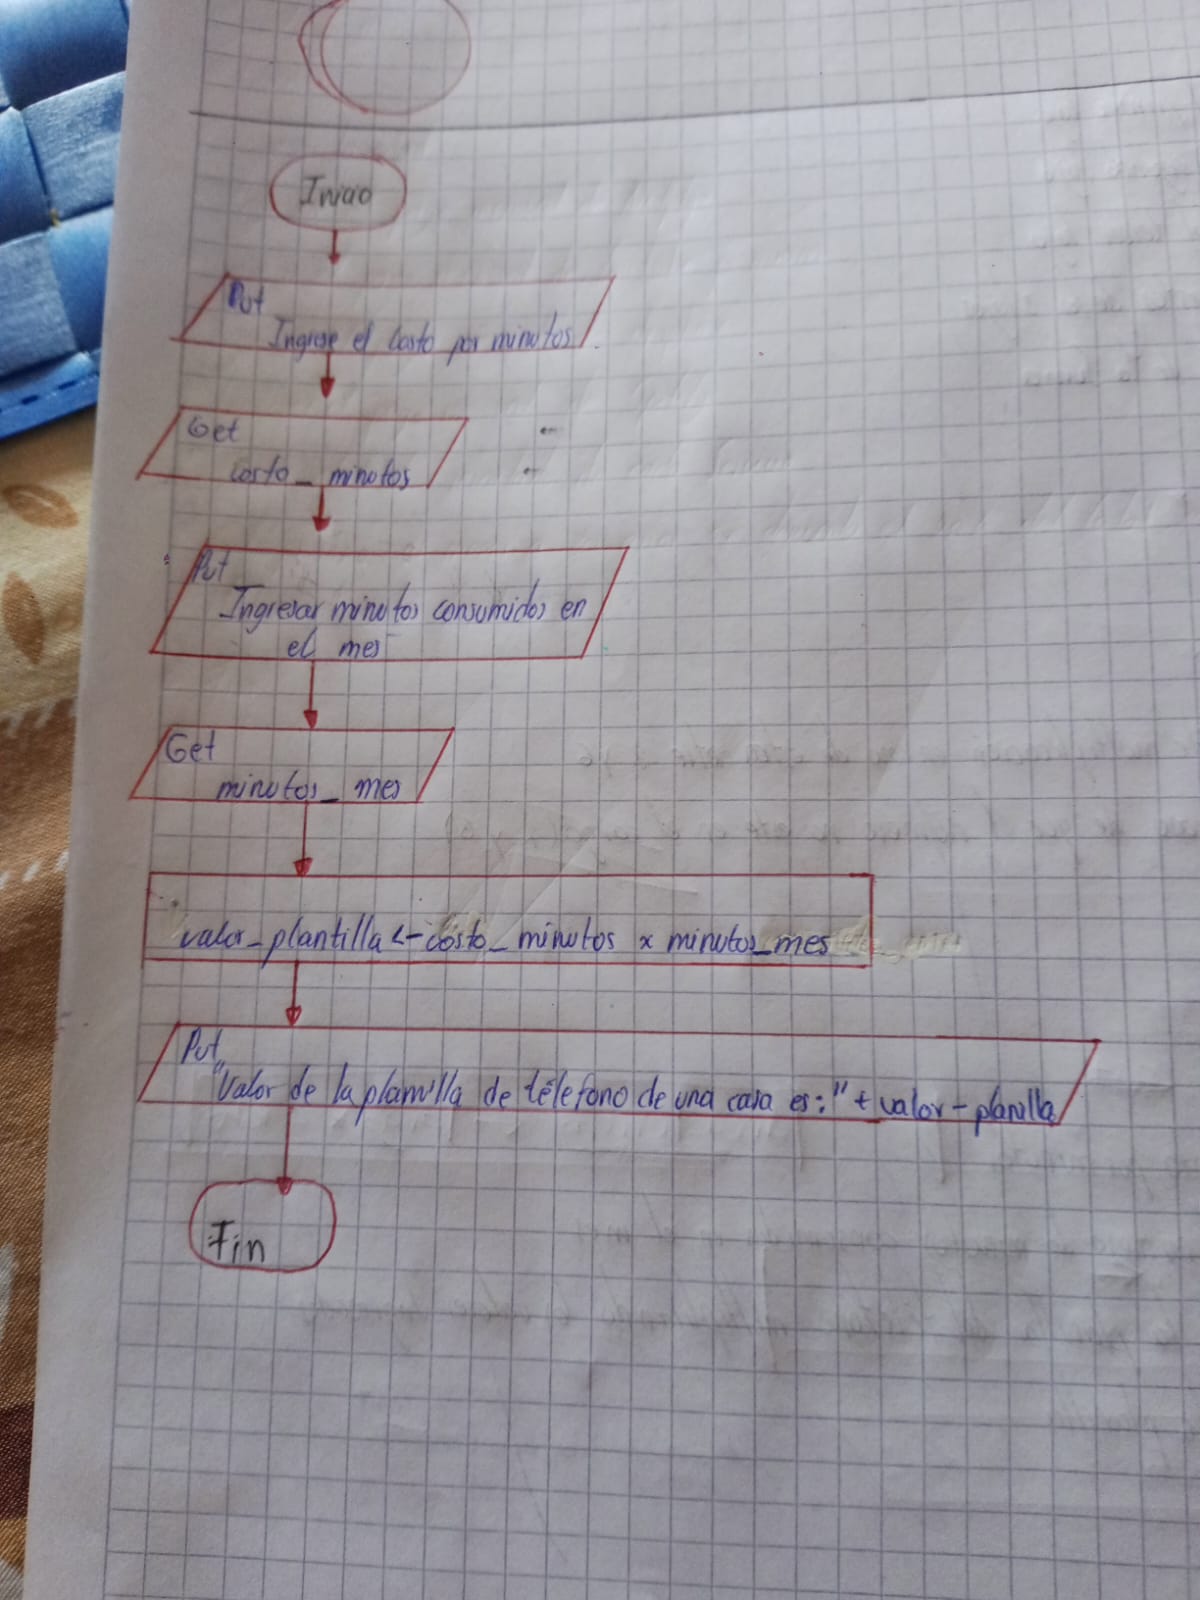 Inicio
Put
Ingrese el costo por minutos
Get
costo_minutos
Put
Ingresar minutos consumidos en
el mes
Get
minutos_mes
valor_plantilla <- costo_minutos x minutos_mes
Put
"Valor de la planilla de télefono de una casa es:" + valor-planilla
Fin